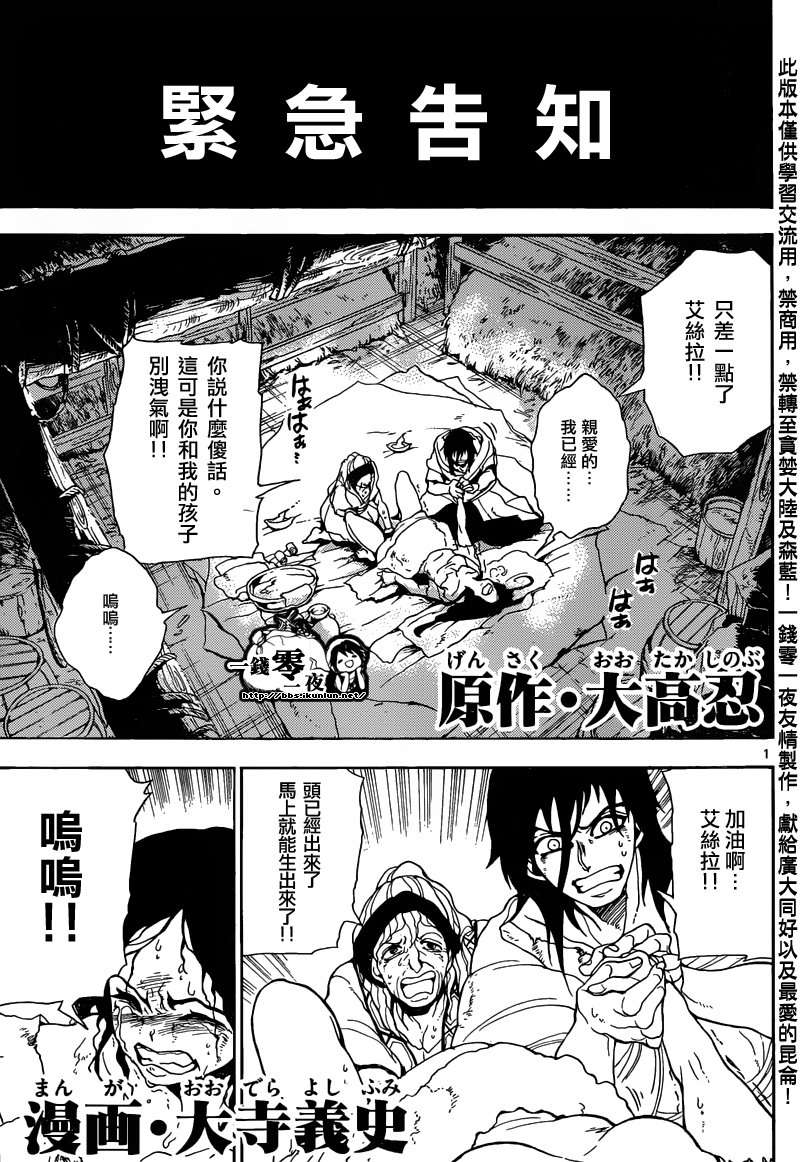 緊急告知
此版本僅供學習交流用，禁商用，禁轉至貪婪大陸及森藍！一錢零一夜友情製作，獻給廣大同好以及最愛的昆侖！
只差一點了
艾絲拉!!
親愛的…
我已經……
はぁはぁ…
你說什麼傻話。
這可是你和我的孩子
別洩氣啊!!
はぁ
はぁ
嗚嗚……
一錢零一夜
http://bbs.ikunlun.net/
げん さく おお たか しのぶ
原作・大高忍
1
加油啊…
艾絲拉!!
頭已經出來了
馬上就能生出來了!!
嗚嗚!!
まん が おお でら よし ふみ
漫画・大寺義史